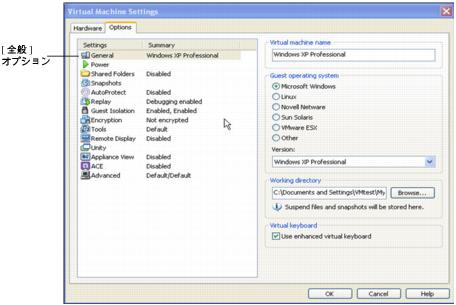 Virtual Machine Settings
Hardware Options
[ 全般 ]
オプション
Settings Summary
General Windows XP Professional
Power
Shared Folders Disabled
Snapshots
AutoProtect Disabled
Replay Debugging enabled
Guest Isolation Enabled, Enabled
Encryption Not encrypted
Tools Default
Remote Display Disabled
Unity
Appliance View Disabled
ACE Disabled
Advanced Default/Default
Virtual machine name
Windows XP Professional
Guest operating system
Microsoft Windows
Linux
Novell Netware
Sun Solaris
VMware ESX
Other
Version:
Windows XP Professional
Working directory
C:\Documents and Settings\VMtest\My Browse...
Suspend files and snapshots will be stored here.
Virtual keyboard
Use enhanced virtual keyboard
OK Cancel Help